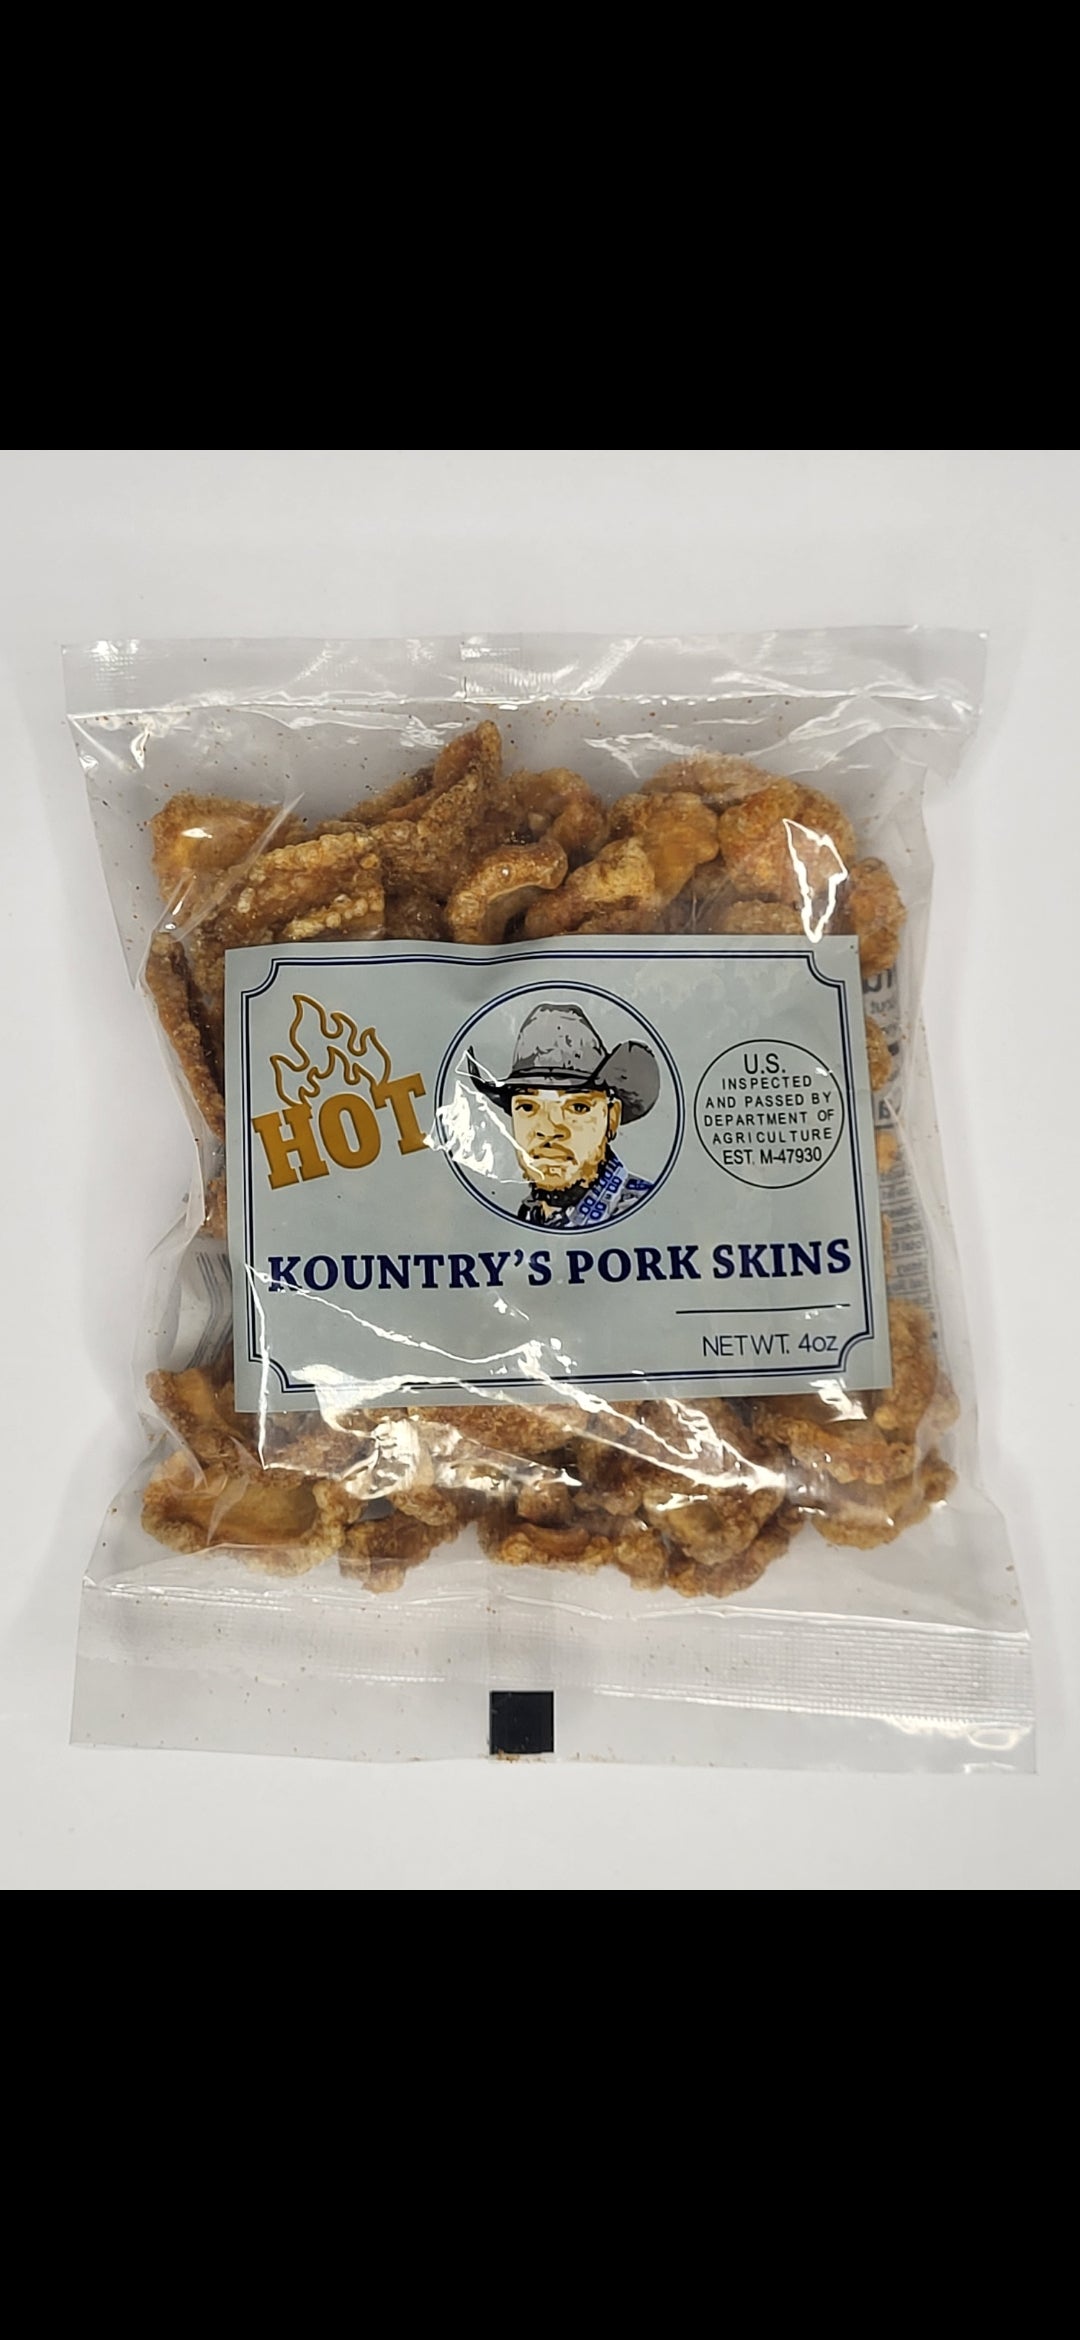 HOT
U.S.
INSPECTED
AND PASSED BY
DEPARTMENT OF
AGRICULTURE
EST. M-47930
KOUNTRY'S PORK SKINS
NET WT. 4oz